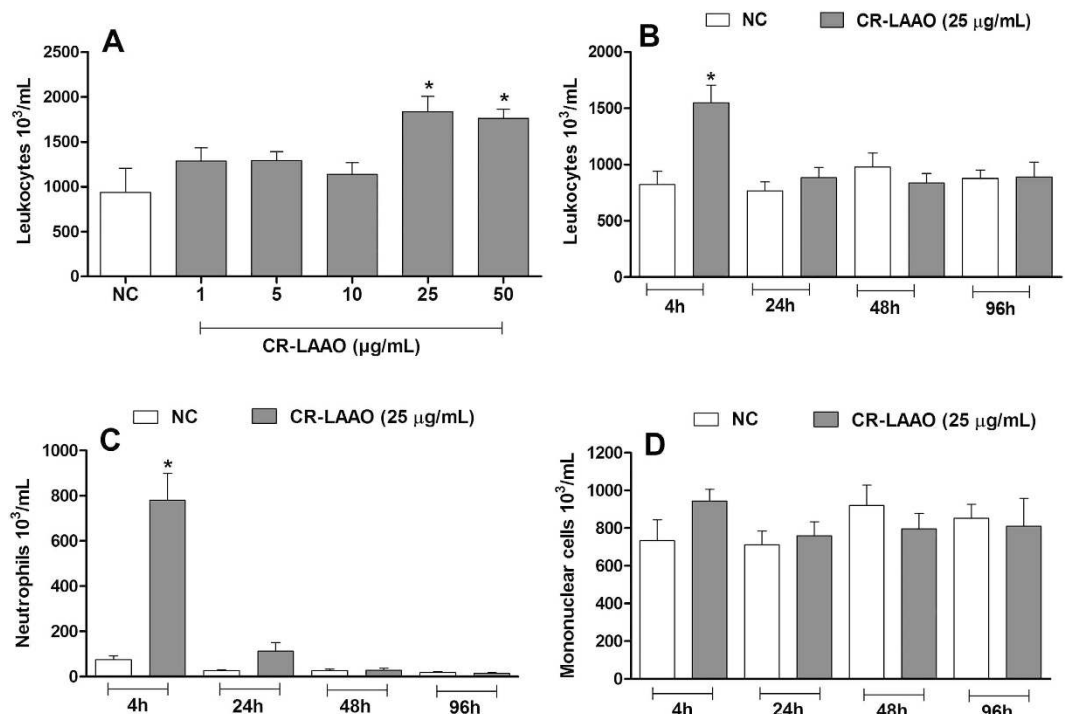 A
Leukocytes 10³/mL
2500
2000
1500
1000
500
0
* *
NC 1 5 10 25 50
CR-LAAO (µg/mL)
NC CR-LAAO (25 µg/mL)
B
Leukocytes 10³/mL
2000
1500
1000
500
0
*
4h 24h 48h 96h
NC CR-LAAO (25 µg/mL)
C
Neutrophils 10³/mL
1000
800
600
400
200
0
*
4h 24h 48h 96h
NC CR-LAAO (25 µg/mL)
D
Mononuclear cells 10³/mL
1200
1000
800
600
400
200
0
4h 24h 48h 96h